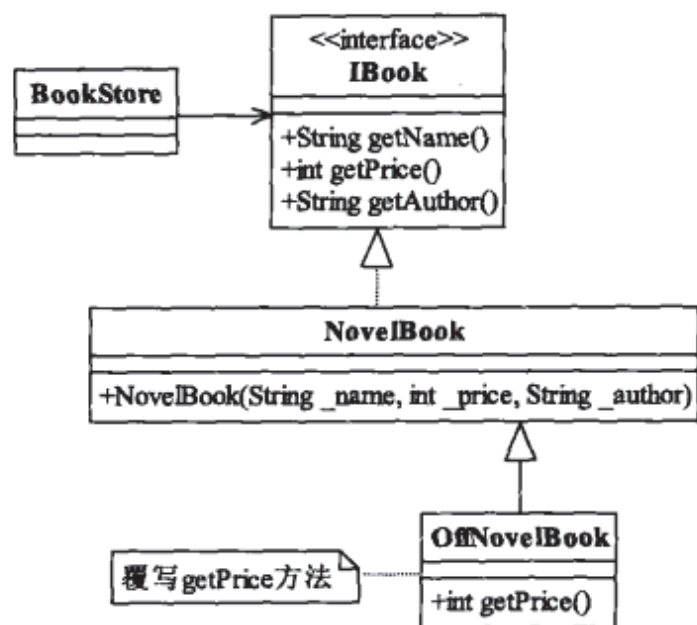 <<interface>>
IBook
BookStore
+String getName()
+int getPrice()
+String getAuthor()
NovelBook
+NovelBook(String _name, int _price, String _author)
OffNovelBook
覆写getPrice方法
+int getPrice()